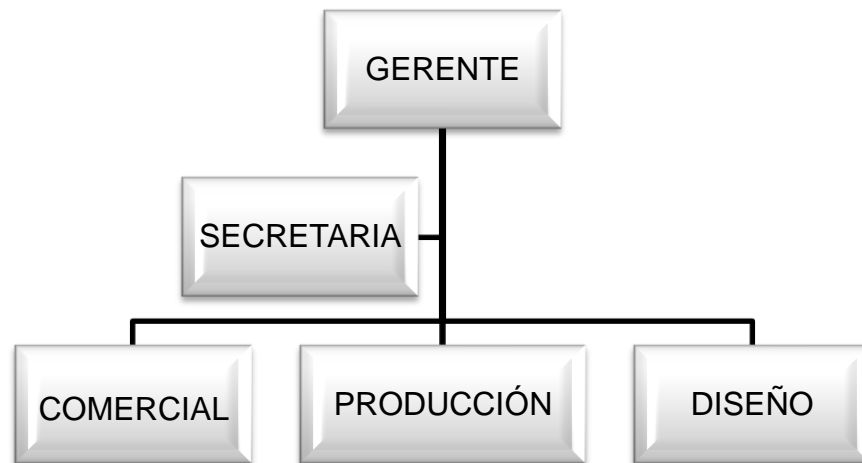 GERENTE
SECRETARIA
COMERCIAL
PRODUCCIÓN
DISEÑO